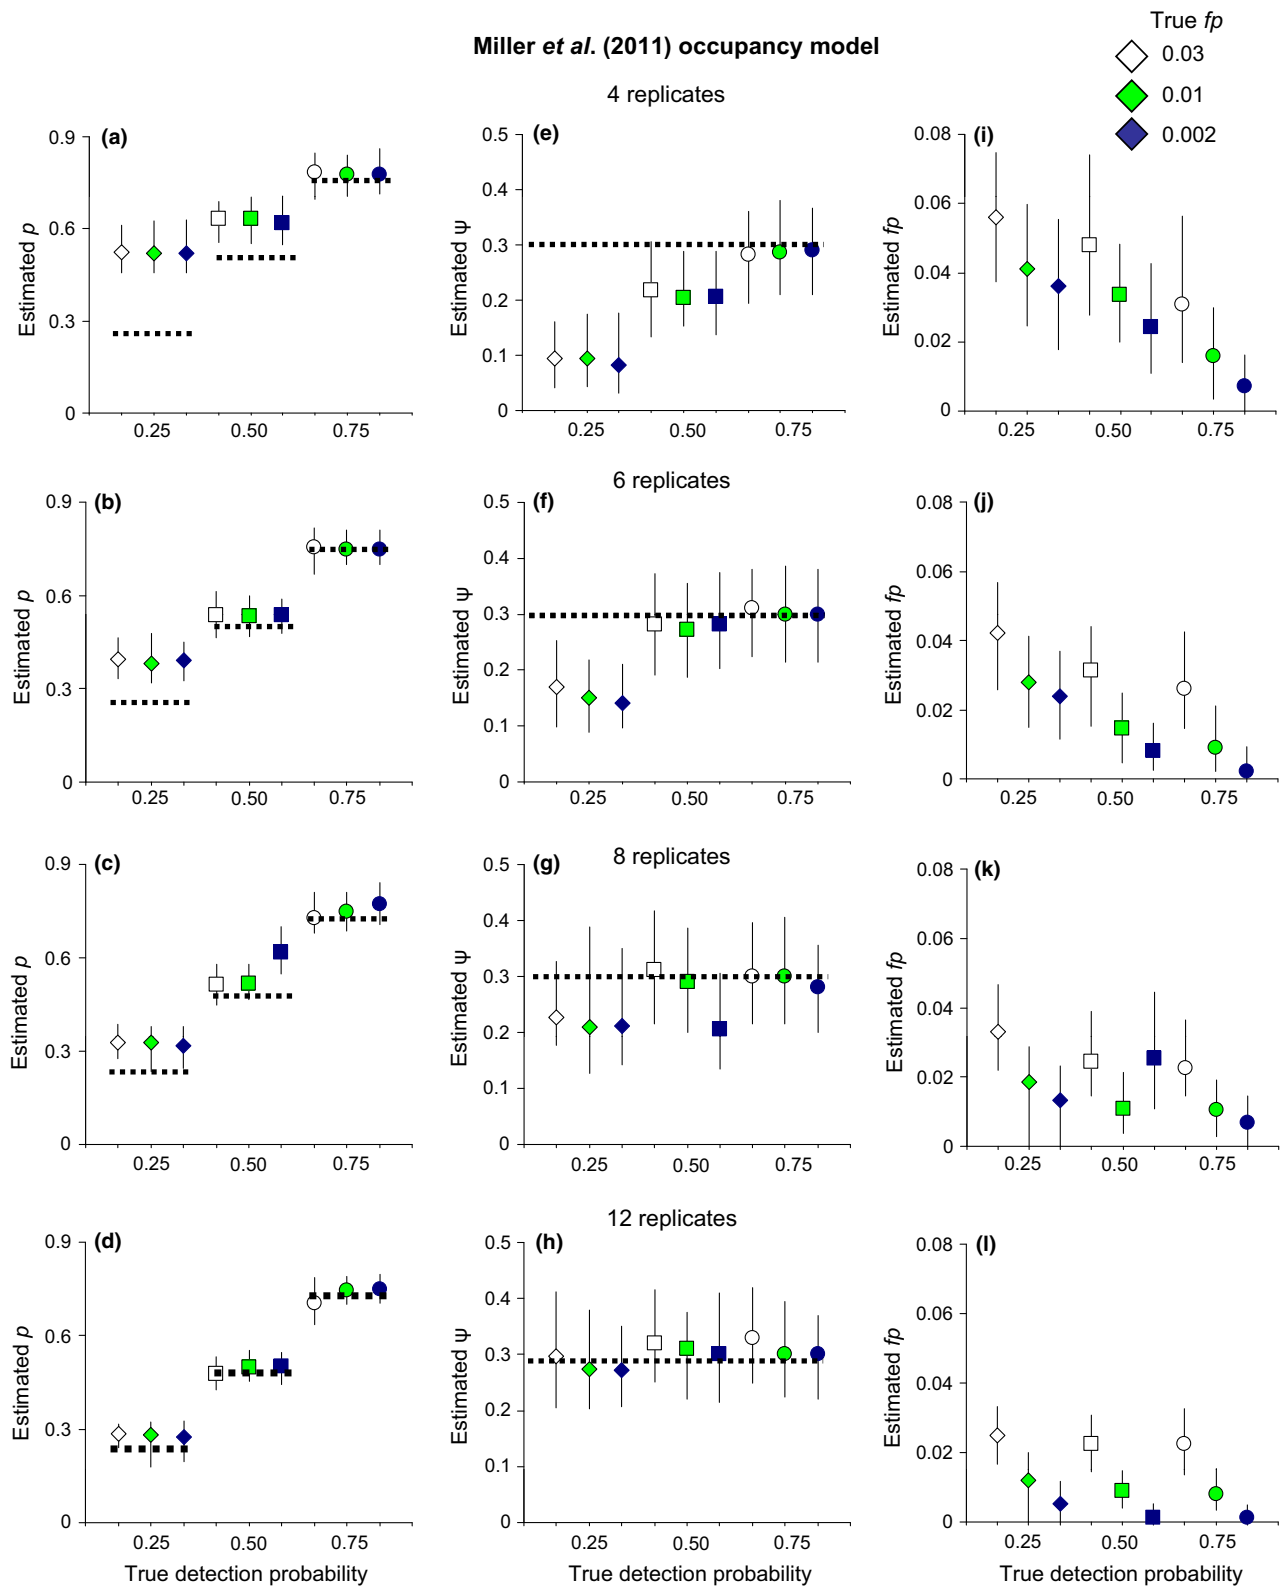 True fp
Miller et al. (2011) occupancy model
0.03
0.01
0.002
4 replicates
(a)
0.9
0.6
0.3
0
Estimated p
0.25 0.50 0.75
(e)
0.5
0.4
0.3
0.2
0.1
0
Estimated ψ
0.25 0.50 0.75
(i)
0.08
0.06
0.04
0.02
0
Estimated fp
0.25 0.50 0.75
6 replicates
(b)
0.9
0.6
0.3
0
Estimated p
0.25 0.50 0.75
(f)
0.5
0.4
0.3
0.2
0.1
0
Estimated ψ
0.25 0.50 0.75
(j)
0.08
0.06
0.04
0.02
0
Estimated fp
0.25 0.50 0.75
8 replicates
(c)
0.9
0.6
0.3
0
Estimated p
0.25 0.50 0.75
(g)
0.5
0.4
0.3
0.2
0.1
0
Estimated ψ
0.25 0.50 0.75
(k)
0.08
0.06
0.04
0.02
0
Estimated fp
0.25 0.50 0.75
12 replicates
(d)
0.9
0.6
0.3
0
Estimated p
0.25 0.50 0.75
True detection probability
(h)
0.5
0.4
0.3
0.2
0.1
0
Estimated ψ
0.25 0.50 0.75
True detection probability
(l)
0.08
0.06
0.04
0.02
0
Estimated fp
0.25 0.50 0.75
True detection probability